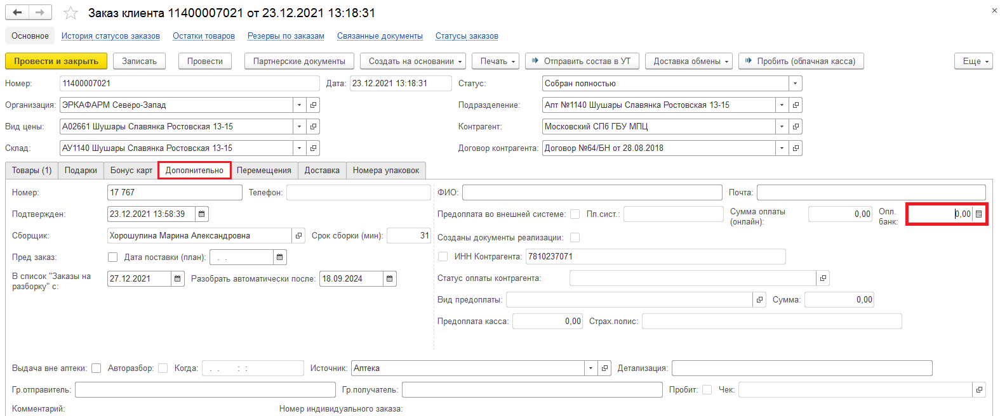 Заказ клиента 11400007021 от 23.12.2021 13:18:31
Основное История статусов заказов Остатки товаров Резервы по заказам Связанные документы Статусы заказов
Провести и закрыть Записать Провести Партнерские документы Создать на основании Печать Отправить состав в УТ Доставка обмены Пробить (облачная касса) Еще
Номер: 11400007021 Дата: 23.12.2021 13:18:31 Статус: Собран полностью
Организация: ЭРКАФАРМ Северо-Запад Подразделение: Апт №1140 Шушары Славянка Ростовская 13-15
Вид цены: А02661 Шушары Славянка Ростовская 13-15 Контрагент: Московский СПб ГБУ МПЦ
Склад: АУ1140 Шушары Славянка Ростовская 13-15 Договор контрагента: Договор №64/БН от 28.08.2018
Товары (1) Подарки Бонус карт Дополнительно Перемещения Доставка Номера упаковок
Номер: 17 767 Телефон: ФИО: Почта:
Подтвержден: 23.12.2021 13:58:39 Предоплата во внешней системе: Пл.сист.: Сумма оплаты (онлайн): 0,00 Опл. банк: 0,00
Сборщик: Хорошулина Марина Александровна Срок сборки (мин): 31 Созданы документы реализации:
Пред заказ: Дата поставки (план): . . ИНН Контрагента: 7810237071
В список "Заказы на разборку" с: 27.12.2021 Разобрать автоматически после: 18.09.2024 Статус оплаты контрагента:
Вид предоплаты: Сумма: 0,00
Предоплата касса: 0,00 Страх.полис:
Выдача вне аптеки: Авторазбор: Когда: . . : : Источник: Аптека Детализация:
Гр.отправитель: Гр.получатель: Пробит: Чек:
Комментарий: Номер индивидуального заказа: